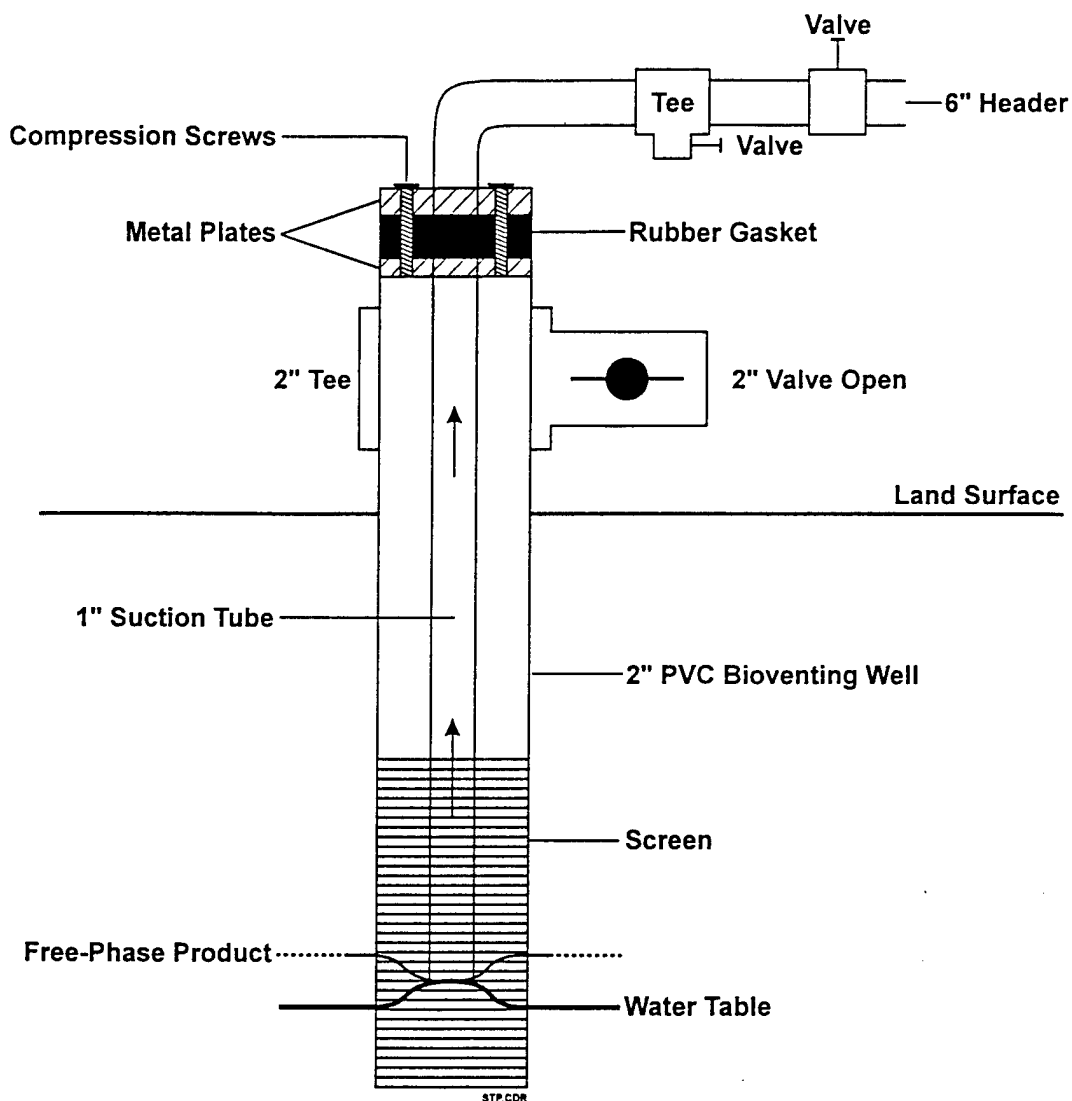 Valve
Tee
6" Header
Compression Screws
Valve
Metal Plates
Rubber Gasket
2" Tee
2" Valve Open
Land Surface
1" Suction Tube
2" PVC Bioventing Well
Screen
Free-Phase Product
Water Table
STP.CDR